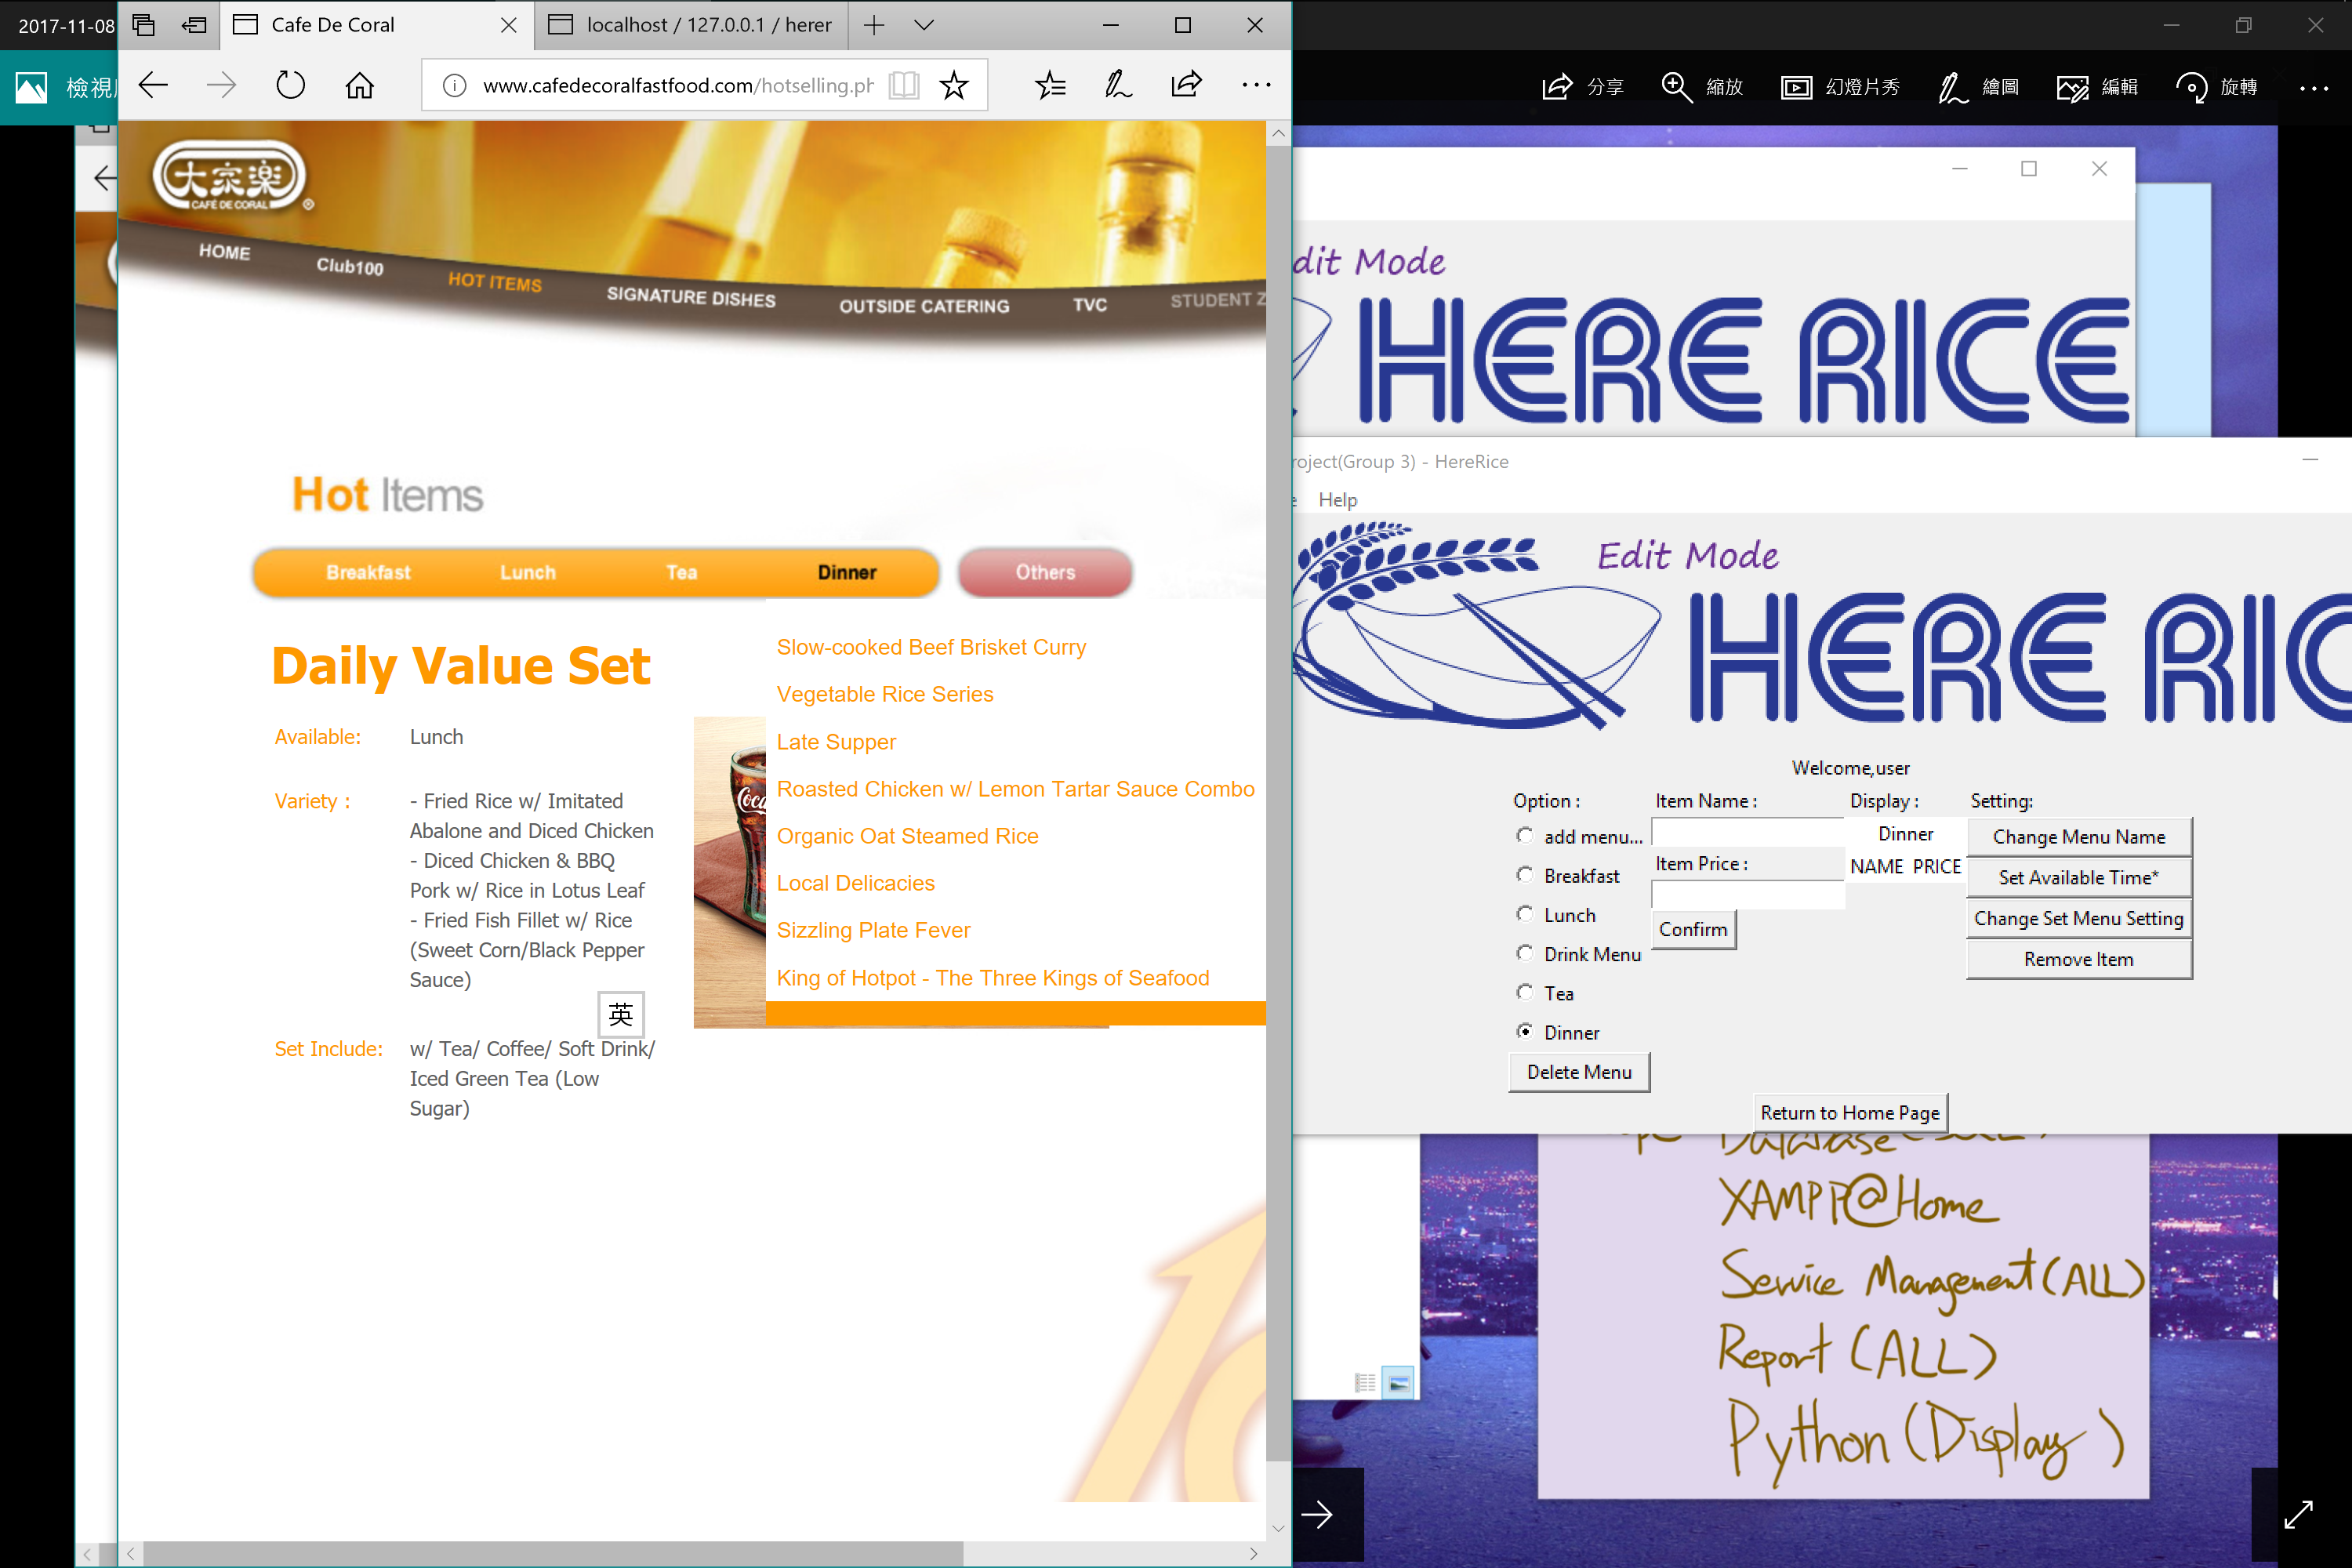 2017-11-08
Cafe De Coral
localhost / 127.0.0.1 / herer
檢視
www.cafedecoralfastfood.com/hotselling.ph
分享
縮放
幻燈片秀
繪圖
編輯
旋轉
大家樂
CAFÉ DE CORAL
HOME
Club100
HOT ITEMS
SIGNATURE DISHES
OUTSIDE CATERING
TVC
STUDENT Z
Hot Items
Breakfast
Lunch
Tea
Dinner
Others
Daily Value Set
Slow-cooked Beef Brisket Curry
Vegetable Rice Series
Late Supper
Roasted Chicken w/ Lemon Tartar Sauce Combo
Organic Oat Steamed Rice
Local Delicacies
Sizzling Plate Fever
King of Hotpot - The Three Kings of Seafood
Available: Lunch
Variety : - Fried Rice w/ Imitated
Abalone and Diced Chicken
- Diced Chicken & BBQ
Pork w/ Rice in Lotus Leaf
- Fried Fish Fillet w/ Rice
(Sweet Corn/Black Pepper
Sauce)
英
Set Include: w/ Tea/ Coffee/ Soft Drink/
Iced Green Tea (Low
Sugar)
dit Mode
HERE RICE
roject(Group 3) - HereRice
e Help
Edit Mode
HERE RIC
Welcome,user
Option :
add menu...
Breakfast
Lunch
Drink Menu
Tea
Dinner
Delete Menu
Item Name :
Item Price :
Confirm
Display :
Dinner
NAME PRICE
Setting:
Change Menu Name
Set Available Time*
Change Set Menu Setting
Remove Item
Return to Home Page
XAMPP@Home
Service Management (ALL)
Report (ALL)
Python (Display)